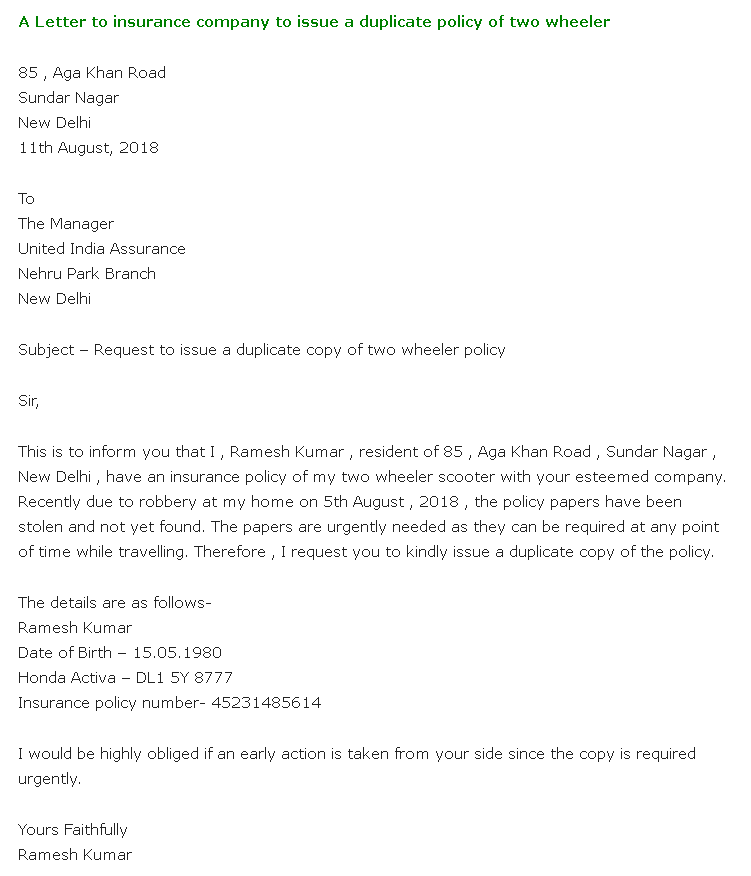 A Letter to insurance company to issue a duplicate policy of two wheeler
85 , Aga Khan Road
Sundar Nagar
New Delhi
11th August, 2018
To
The Manager
United India Assurance
Nehru Park Branch
New Delhi
Subject – Request to issue a duplicate copy of two wheeler policy
Sir,
This is to inform you that I , Ramesh Kumar , resident of 85 , Aga Khan Road , Sundar Nagar ,
New Delhi , have an insurance policy of my two wheeler scooter with your esteemed company.
Recently due to robbery at my home on 5th August , 2018 , the policy papers have been
stolen and not yet found. The papers are urgently needed as they can be required at any point
of time while travelling. Therefore , I request you to kindly issue a duplicate copy of the policy.
The details are as follows-
Ramesh Kumar
Date of Birth – 15.05.1980
Honda Activa – DL1 5Y 8777
Insurance policy number- 45231485614
I would be highly obliged if an early action is taken from your side since the copy is required
urgently.
Yours Faithfully
Ramesh Kumar